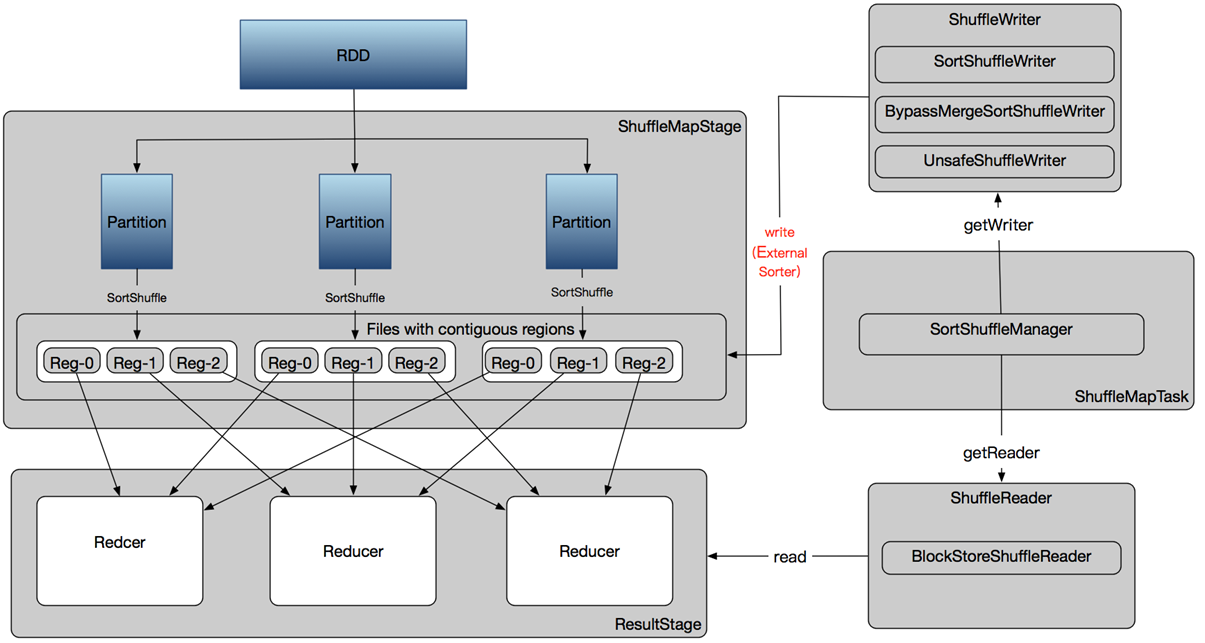 RDD
ShuffleMapStage
Partition
Partition
Partition
SortShuffle
SortShuffle
SortShuffle
Files with contiguous regions
Reg-0
Reg-1
Reg-2
Reg-0
Reg-1
Reg-2
Reg-0
Reg-1
Reg-2
Redcer
Reducer
Reducer
ResultStage
write
(External
Sorter)
read
ShuffleWriter
SortShuffleWriter
BypassMergeSortShuffleWriter
UnsafeShuffleWriter
getWriter
SortShuffleManager
ShuffleMapTask
getReader
ShuffleReader
BlockStoreShuffleReader